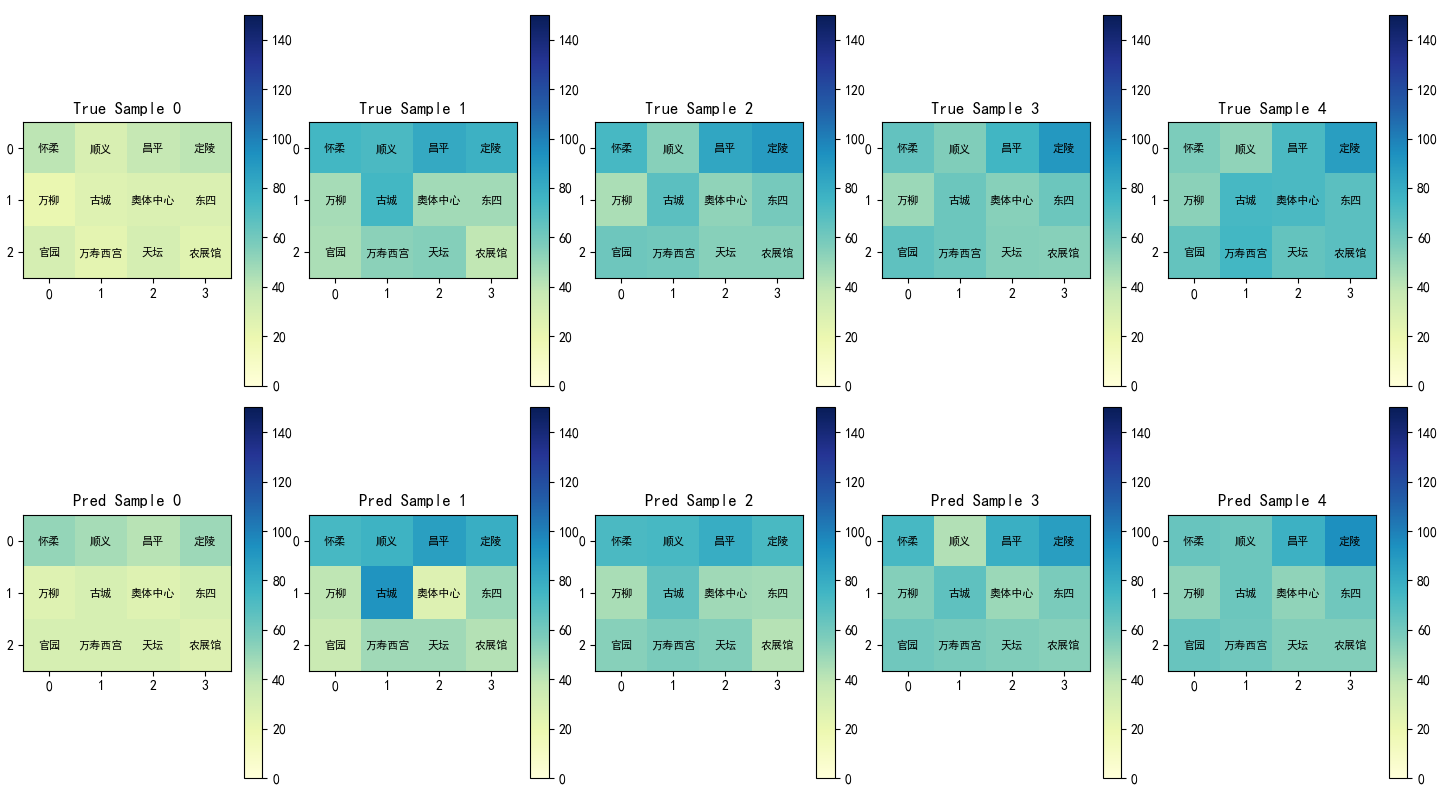 True Sample 0
怀柔 顺义 昌平 定陵
万柳 古城 奥体中心 东四
官园 万寿西宫 天坛 农展馆
0 1 2
0 1 2 3
140 120 100 80 60 40 20 0
True Sample 1
怀柔 顺义 昌平 定陵
万柳 古城 奥体中心 东四
官园 万寿西宫 天坛 农展馆
0 1 2
0 1 2 3
140 120 100 80 60 40 20 0
True Sample 2
怀柔 顺义 昌平 定陵
万柳 古城 奥体中心 东四
官园 万寿西宫 天坛 农展馆
0 1 2
0 1 2 3
140 120 100 80 60 40 20 0
True Sample 3
怀柔 顺义 昌平 定陵
万柳 古城 奥体中心 东四
官园 万寿西宫 天坛 农展馆
0 1 2
0 1 2 3
140 120 100 80 60 40 20 0
True Sample 4
怀柔 顺义 昌平 定陵
万柳 古城 奥体中心 东四
官园 万寿西宫 天坛 农展馆
0 1 2
0 1 2 3
140 120 100 80 60 40 20 0
Pred Sample 0
怀柔 顺义 昌平 定陵
万柳 古城 奥体中心 东四
官园 万寿西宫 天坛 农展馆
0 1 2
0 1 2 3
140 120 100 80 60 40 20 0
Pred Sample 1
怀柔 顺义 昌平 定陵
万柳 古城 奥体中心 东四
官园 万寿西宫 天坛 农展馆
0 1 2
0 1 2 3
140 120 100 80 60 40 20 0
Pred Sample 2
怀柔 顺义 昌平 定陵
万柳 古城 奥体中心 东四
官园 万寿西宫 天坛 农展馆
0 1 2
0 1 2 3
140 120 100 80 60 40 20 0
Pred Sample 3
怀柔 顺义 昌平 定陵
万柳 古城 奥体中心 东四
官园 万寿西宫 天坛 农展馆
0 1 2
0 1 2 3
140 120 100 80 60 40 20 0
Pred Sample 4
怀柔 顺义 昌平 定陵
万柳 古城 奥体中心 东四
官园 万寿西宫 天坛 农展馆
0 1 2
0 1 2 3
140 120 100 80 60 40 20 0